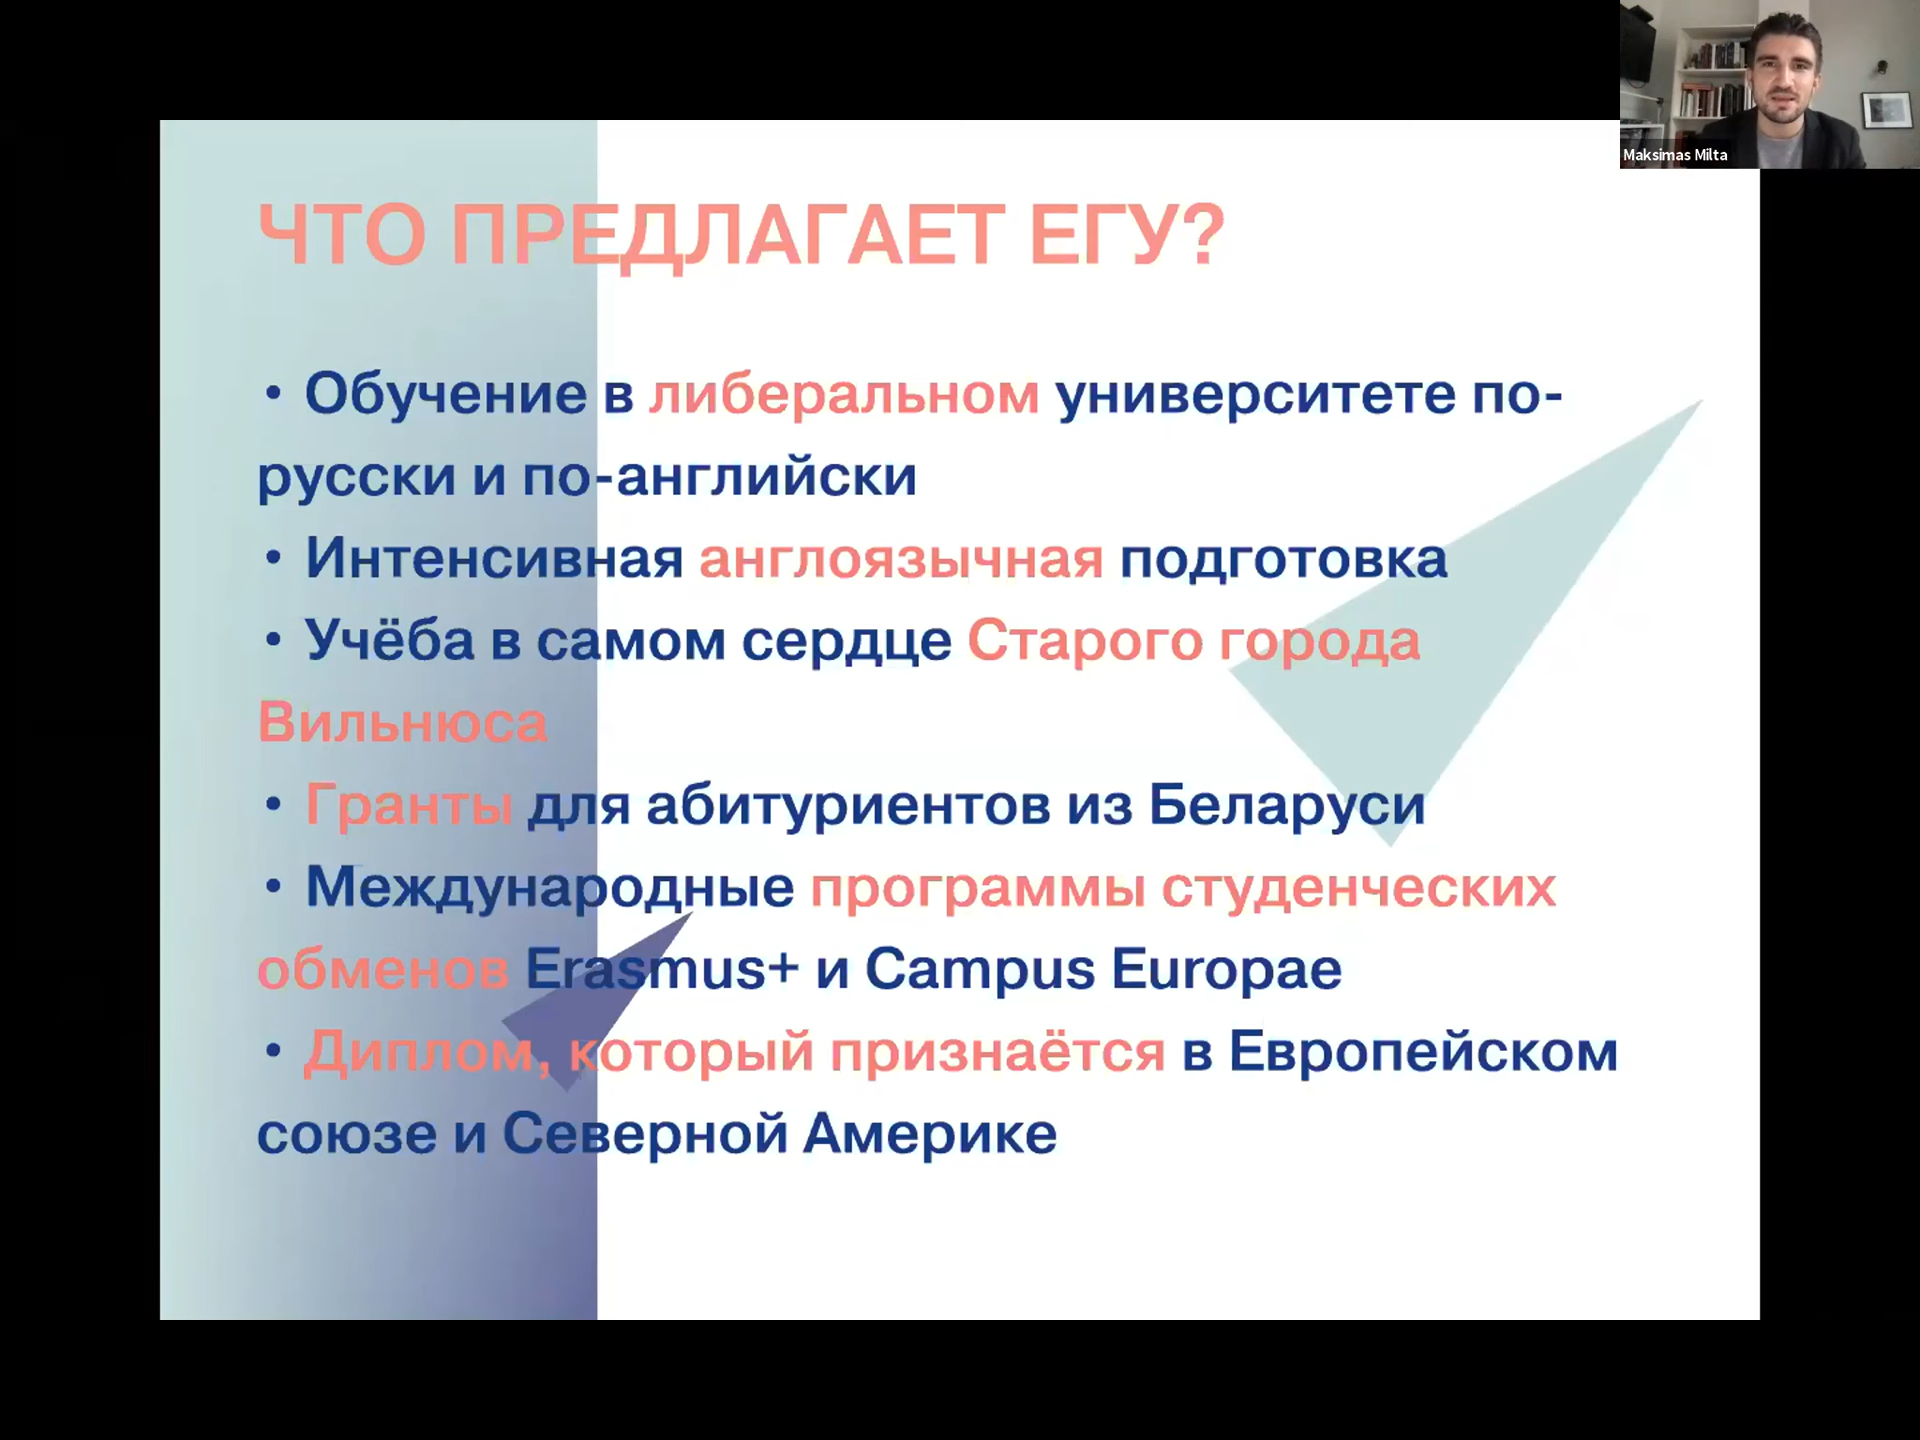 Maksimas Milta
ЧТО ПРЕДЛАГАЕТ ЕГУ?
• Обучение в либеральном университете по-
русски и по-английски
• Интенсивная англоязычная подготовка
• Учёба в самом сердце Старого города
Вильнюса
• Гранты для абитуриентов из Беларуси
• Международные программы студенческих
обменов Erasmus+ и Campus Europae
• Диплом, который признаётся в Европейском
союзе и Северной Америке